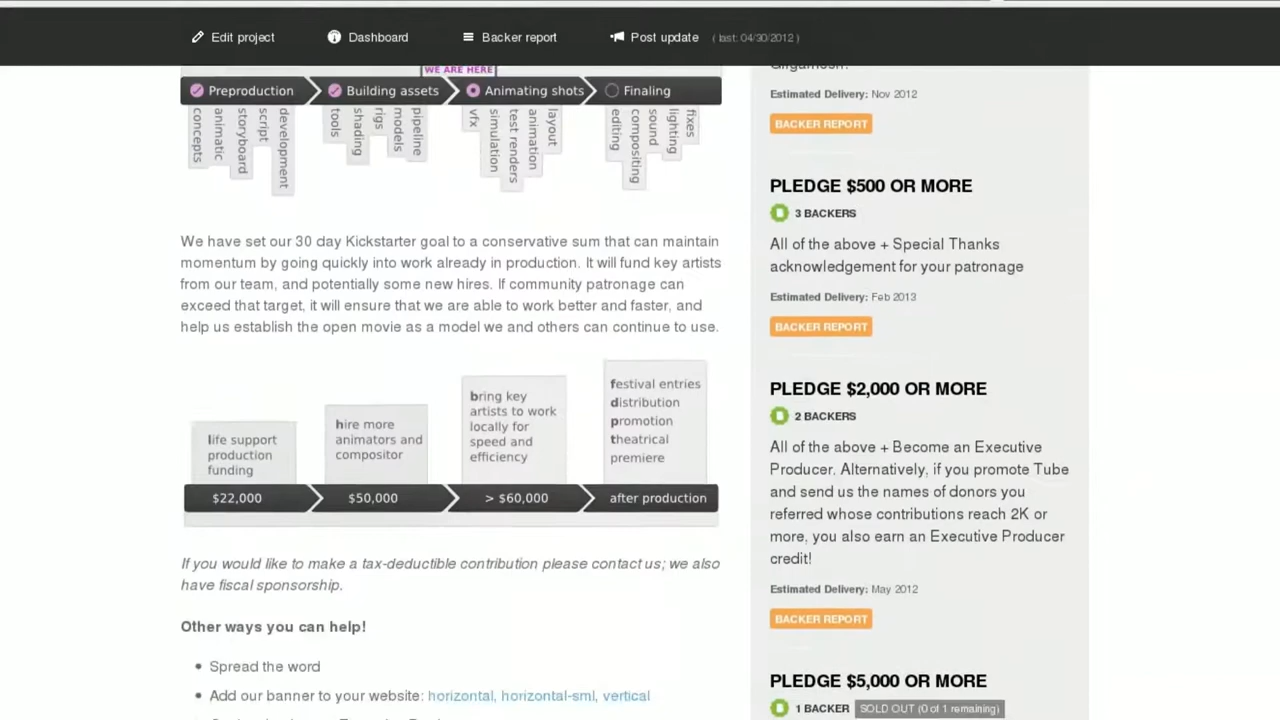 Edit project
Dashboard
Backer report
Post update
( last: 04/30/2012 )
WE ARE HERE
Preproduction
Building assets
Animating shots
Finaling
concepts
animatic
storyboard
script
development
tools
shading
rigs
models
pipeline
vfx
simulation
test renders
animation
layout
editing
compositing
sound
lighting
fixes
We have set our 30 day Kickstarter goal to a conservative sum that can maintain
momentum by going quickly into work already in production. It will fund key artists
from our team, and potentially some new hires. If community patronage can
exceed that target, it will ensure that we are able to work better and faster, and
help us establish the open movie as a model we and others can continue to use.
life support
production
funding
hire more
animators and
compositor
bring key
artists to work
locally for
speed and
efficiency
festival entries
distribution
promotion
theatrical
premiere
$22,000
$50,000
> $60,000
after production
If you would like to make a tax-deductible contribution please contact us; we also
have fiscal sponsorship.
Other ways you can help!
Spread the word
Add our banner to your website: horizontal, horizontal-sml, vertical
Estimated Delivery: Nov 2012
BACKER REPORT
PLEDGE $500 OR MORE
3 BACKERS
All of the above + Special Thanks
acknowledgement for your patronage
Estimated Delivery: Feb 2013
BACKER REPORT
PLEDGE $2,000 OR MORE
2 BACKERS
All of the above + Become an Executive
Producer. Alternatively, if you promote Tube
and send us the names of donors you
referred whose contributions reach 2K or
more, you also earn an Executive Producer
credit!
Estimated Delivery: May 2012
BACKER REPORT
PLEDGE $5,000 OR MORE
1 BACKER
SOLD OUT (0 of 1 remaining)